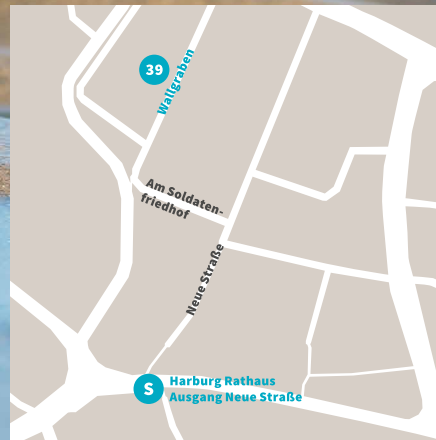 39
Wallgraben
Am Soldaten-
friedhof
Neue Straße
S
Harburg Rathaus
Ausgang Neue Straße